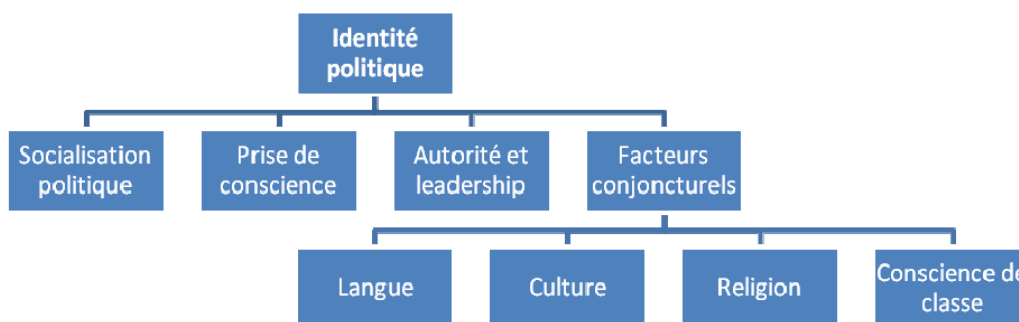 Identité
politique
Socialisation
politique
Prise de
conscience
Autorité et
leadership
Facteurs
conjoncturels
Langue
Culture
Religion
Conscience de
classe